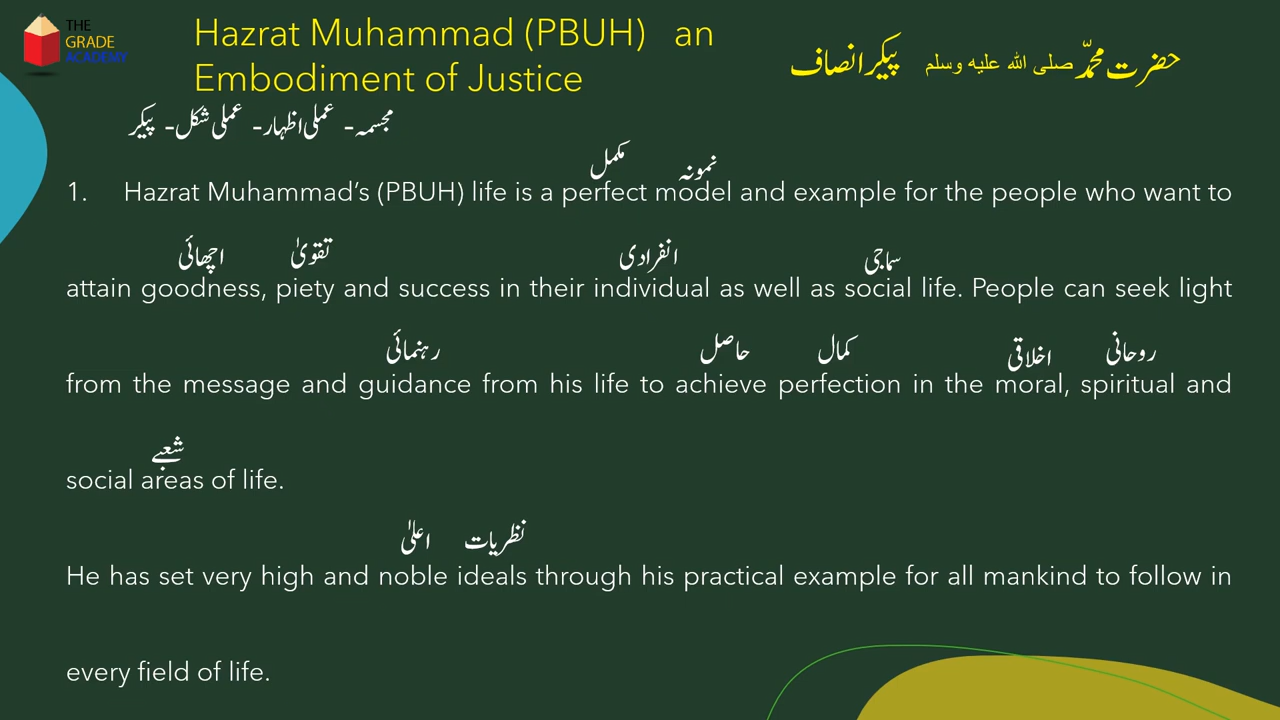 THE
GRADE
ACADEMY
Hazrat Muhammad (PBUH) an
Embodiment of Justice
حضرت محمدّ صلى الله عليه وسلم پیکر انصاف
مجسمہ - عملی اظہار - عملی شکل - پیکر
مکمل نمونہ
1. Hazrat Muhammad’s (PBUH) life is a perfect model and example for the people who want to
اچھائی تقویٰ انفرادی سماجی
attain goodness, piety and success in their individual as well as social life. People can seek light
رہنمائی حاصل کمال اخلاقی روحانی
from the message and guidance from his life to achieve perfection in the moral, spiritual and
شعبے
social areas of life.
اعلیٰ نظریات
He has set very high and noble ideals through his practical example for all mankind to follow in
every field of life.